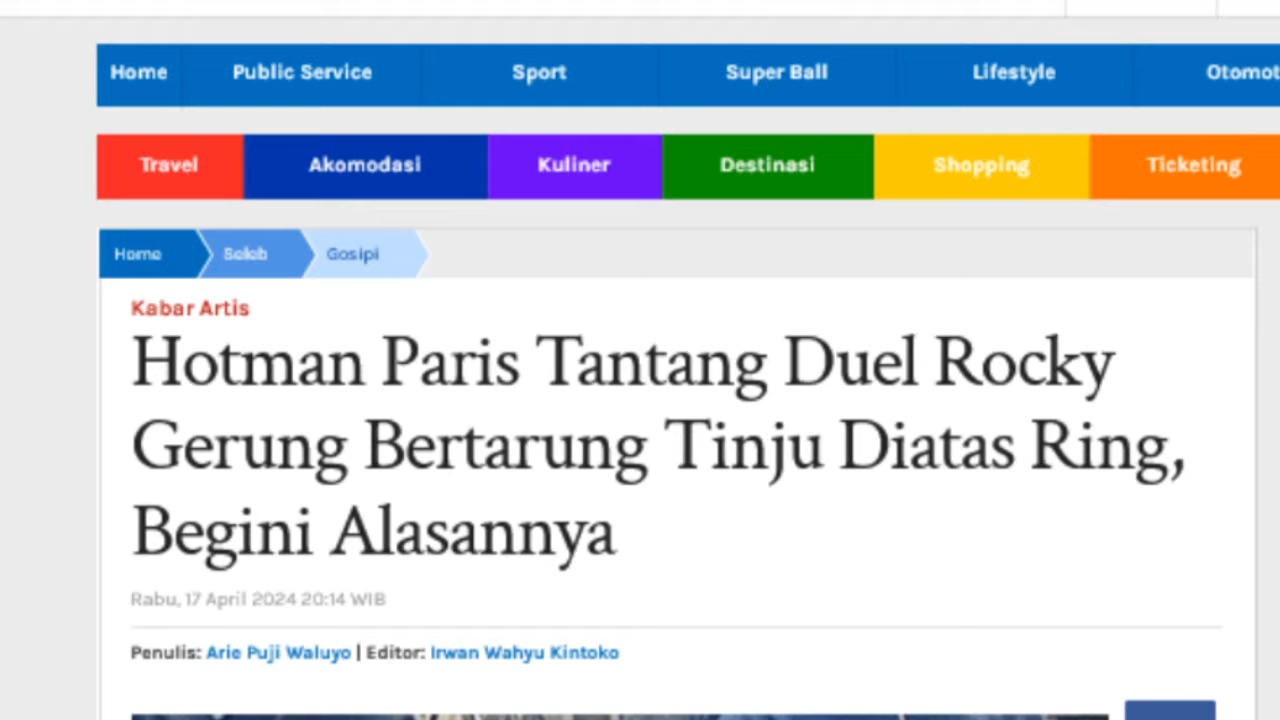 Home Public Service Sport Super Ball Lifestyle Otomot
Travel Akomodasi Kuliner Destinasi Shopping Ticketing
Home Seleb Gosipi
Kabar Artis
Hotman Paris Tantang Duel Rocky
Gerung Bertarung Tinju Diatas Ring,
Begini Alasannya
Rabu, 17 April 2024 20:14 WIB
Penulis: Arie Puji Waluyo | Editor: Irwan Wahyu Kintoko